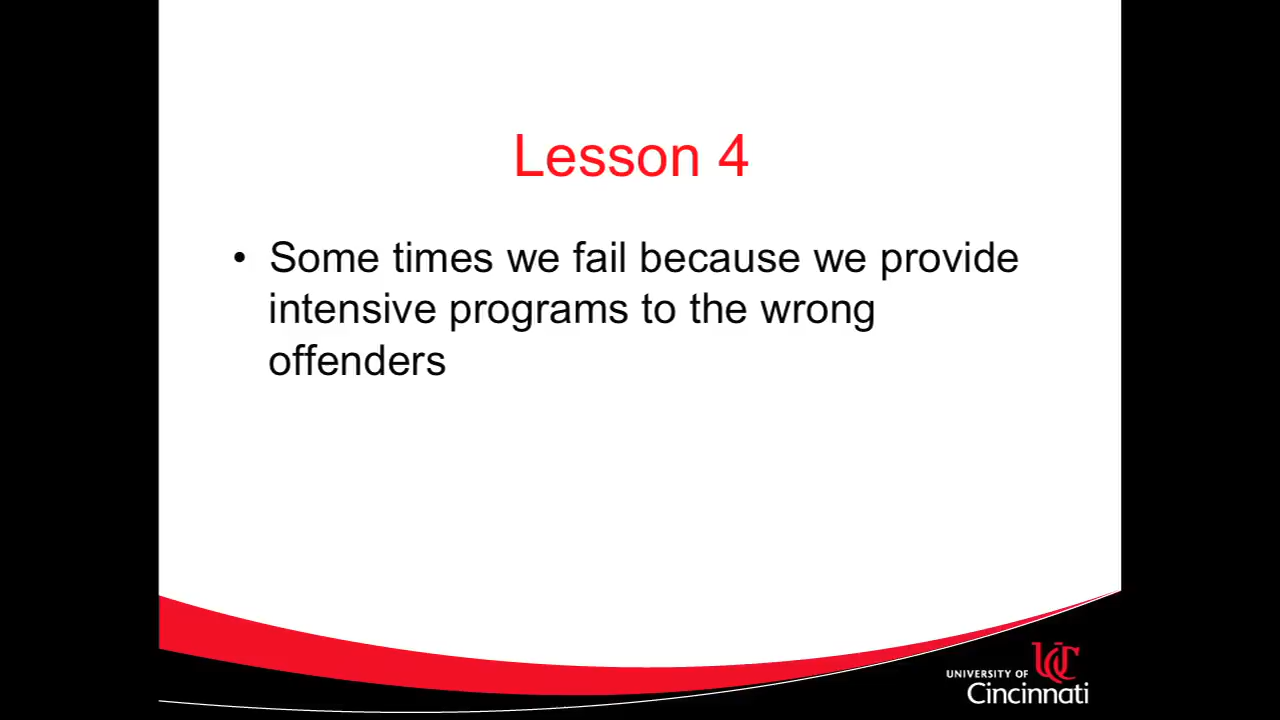 Lesson 4
• Some times we fail because we provide
intensive programs to the wrong
offenders
UNIVERSITY OF
Cincinnati